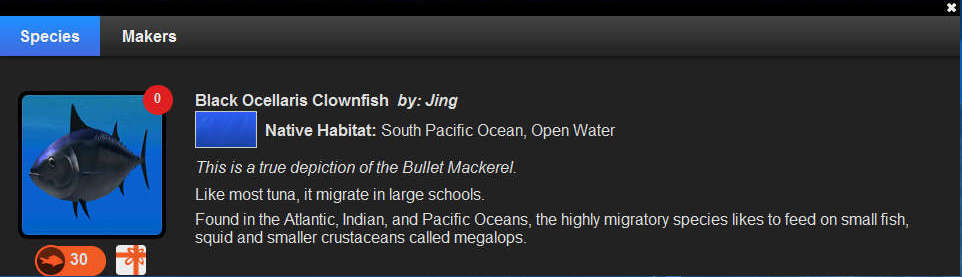 Species Makers
0
Black Ocellaris Clownfish by: Jing
Native Habitat: South Pacific Ocean, Open Water
This is a true depiction of the Bullet Mackerel.
Like most tuna, it migrate in large schools.
Found in the Atlantic, Indian, and Pacific Oceans, the highly migratory species likes to feed on small fish,
squid and smaller crustaceans called megalops.
30